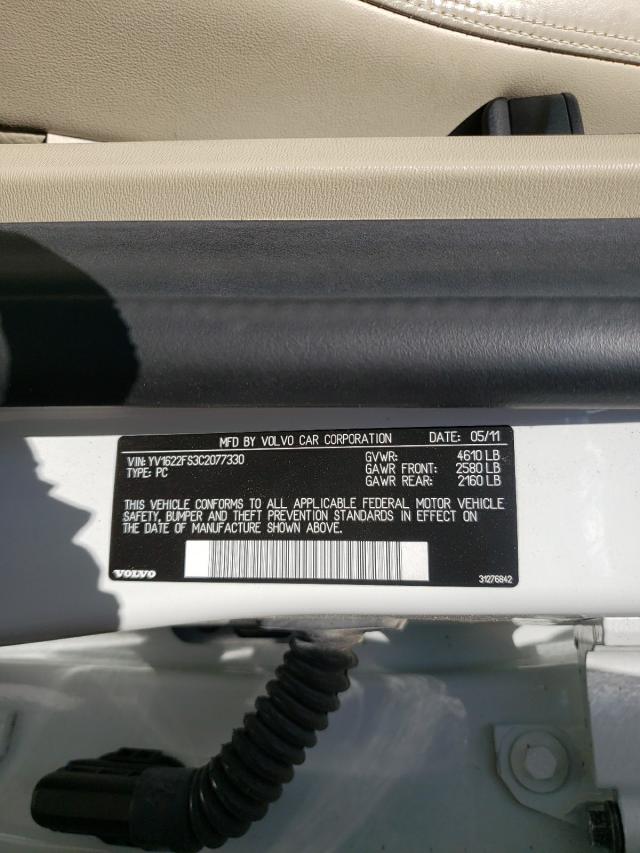 MFD BY VOLVO CAR CORPORATION DATE: 05/11
VIN: YV1622FS3C2077330 GVWR: 4610 LB
TYPE: PC GAWR FRONT: 2580 LB
GAWR REAR: 2160 LB
THIS VEHICLE CONFORMS TO ALL APPLICABLE FEDERAL MOTOR VEHICLE
SAFETY, BUMPER AND THEFT PREVENTION STANDARDS IN EFFECT ON
THE DATE OF MANUFACTURE SHOWN ABOVE.
VOLVO 31276842